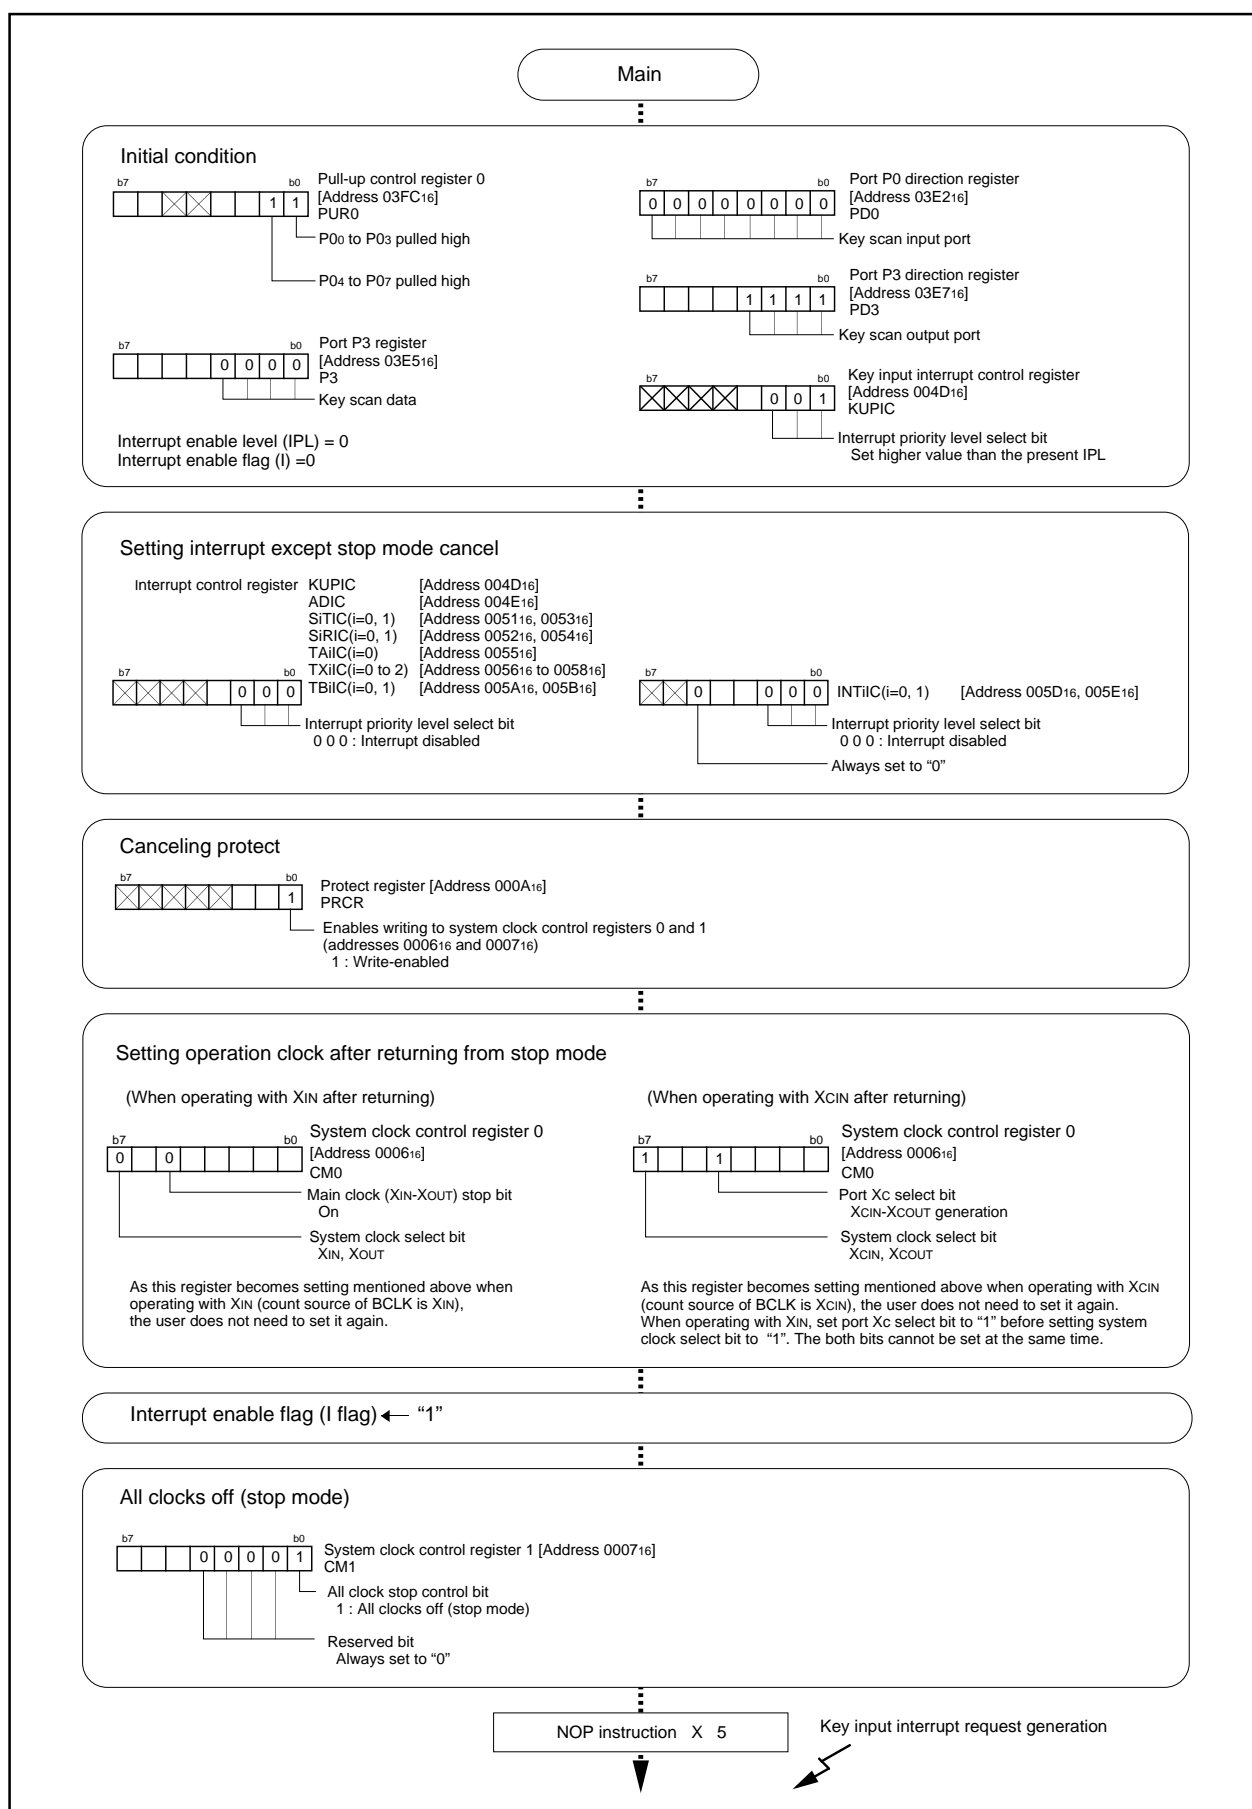 Main
Initial condition
b7 b0
1 1
Pull-up control register 0
[Address 03FC16]
PUR0
P00 to P03 pulled high
P04 to P07 pulled high
b7 b0
0 0 0 0
Port P3 register
[Address 03E516]
P3
Key scan data
Interrupt enable level (IPL) = 0
Interrupt enable flag (I) =0
b7 b0
0 0 0 0 0 0 0 0
Port P0 direction register
[Address 03E216]
PD0
Key scan input port
b7 b0
1 1 1 1
Port P3 direction register
[Address 03E716]
PD3
Key scan output port
b7 b0
0 0 1
Key input interrupt control register
[Address 004D16]
KUPIC
Interrupt priority level select bit
Set higher value than the present IPL
Setting interrupt except stop mode cancel
Interrupt control register KUPIC [Address 004D16]
ADIC [Address 004E16]
SiTIC(i=0, 1) [Address 005116, 005316]
SiRIC(i=0, 1) [Address 005216, 005416]
TAiIC(i=0) [Address 005516]
TXiIC(i=0 to 2) [Address 005616 to 005816]
TBiIC(i=0, 1) [Address 005A16, 005B16]
b7 b0
0 0 0
Interrupt priority level select bit
0 0 0 : Interrupt disabled
b7 b0
0 0 0 0
INTiIC(i=0, 1) [Address 005D16, 005E16]
Interrupt priority level select bit
0 0 0 : Interrupt disabled
Always set to “0”
Canceling protect
b7 b0
1
Protect register [Address 000A16]
PRCR
Enables writing to system clock control registers 0 and 1
(addresses 000616 and 000716)
1 : Write-enabled
Setting operation clock after returning from stop mode
(When operating with XIN after returning)
b7 b0
0 0
System clock control register 0
[Address 000616]
CM0
Main clock (XIN-XOUT) stop bit
On
System clock select bit
XIN, XOUT
As this register becomes setting mentioned above when
operating with XIN (count source of BCLK is XIN),
the user does not need to set it again.
(When operating with XCIN after returning)
b7 b0
1 1
System clock control register 0
[Address 000616]
CM0
Port XC select bit
XCIN-XCOUT generation
System clock select bit
XCIN, XCOUT
As this register becomes setting mentioned above when operating with XCIN
(count source of BCLK is XCIN), the user does not need to set it again.
When operating with XIN, set port Xc select bit to “1” before setting system
clock select bit to “1”. The both bits cannot be set at the same time.
Interrupt enable flag (I flag) ← “1”
All clocks off (stop mode)
b7 b0
0 0 0 0 1
System clock control register 1 [Address 000716]
CM1
All clock stop control bit
1 : All clocks off (stop mode)
Reserved bit
Always set to “0”
NOP instruction X 5
Key input interrupt request generation